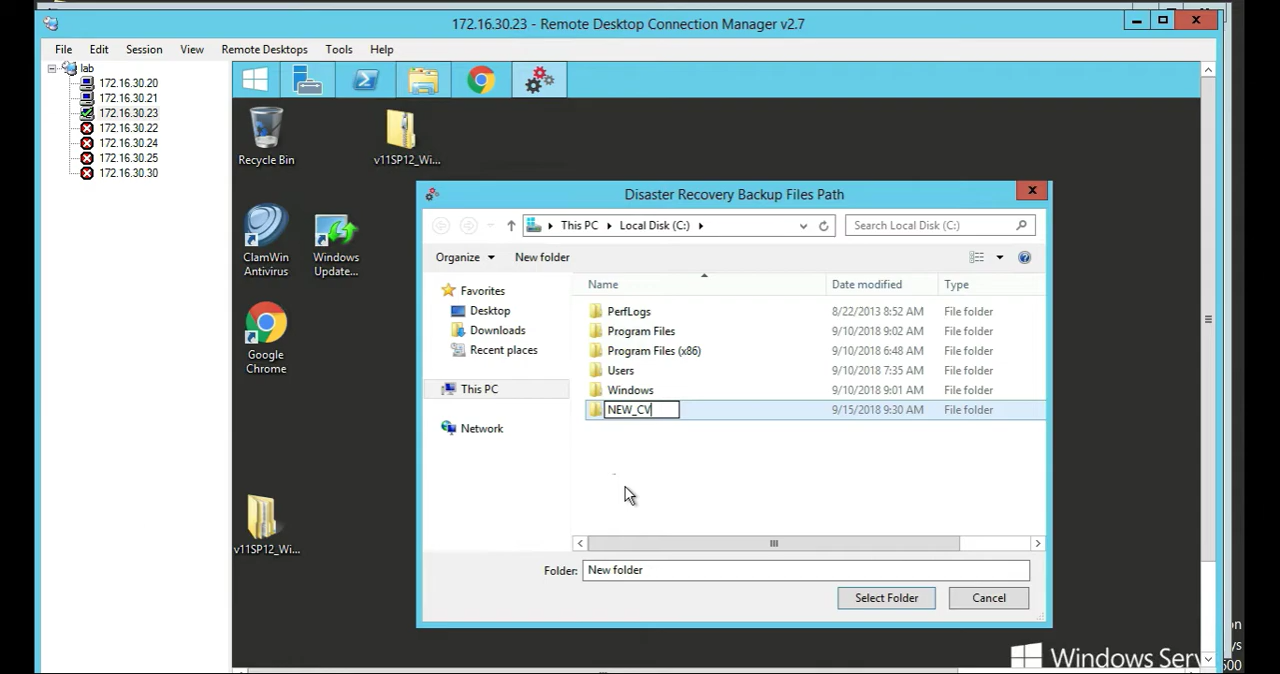 172.16.30.23 - Remote Desktop Connection Manager v2.7
File Edit Session View Remote Desktops Tools Help
lab
172.16.30.20
172.16.30.21
172.16.30.23
172.16.30.22
172.16.30.24
172.16.30.25
172.16.30.30
Recycle Bin
v11SP12_Wi...
ClamWin
Antivirus
Windows
Update...
Google
Chrome
v11SP12_Wi...
Disaster Recovery Backup Files Path
This PC Local Disk (C:)
Search Local Disk (C:)
Organize New folder
Favorites
Desktop
Downloads
Recent places
This PC
Network
Name Date modified Type
PerfLogs 8/22/2013 8:52 AM File folder
Program Files 9/10/2018 9:02 AM File folder
Program Files (x86) 9/10/2018 6:48 AM File folder
Users 9/10/2018 7:35 AM File folder
Windows 9/10/2018 9:01 AM File folder
NEW_CV 9/15/2018 9:30 AM File folder
Folder: New folder
Select Folder Cancel
Windows Serv
on
ys
500